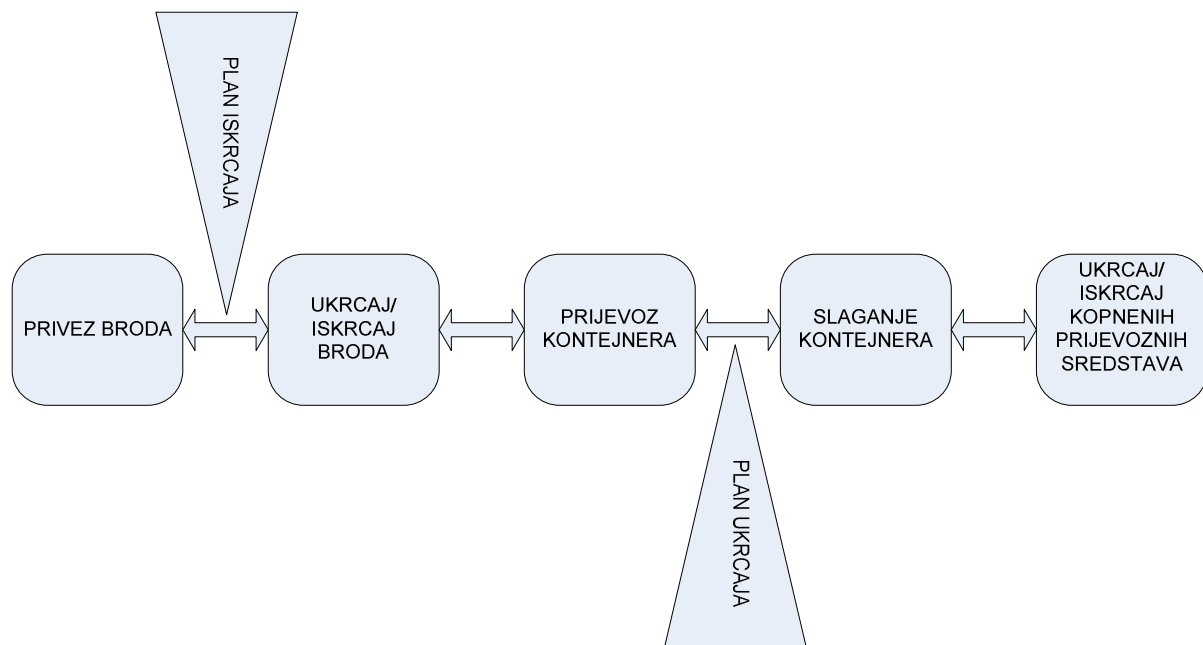 PLAN ISKRCAJA
PRIVEZ BRODA
UKRCAJ/
ISKRCAJ
BRODA
PRIJEVOZ
KONTEJNERA
SLAGANJE
KONTEJNERA
UKRCAJ/
ISKRCAJ
KOPNENIH
PRIJEVOZNIH
SREDSTAVA
PLAN UKRCAJA